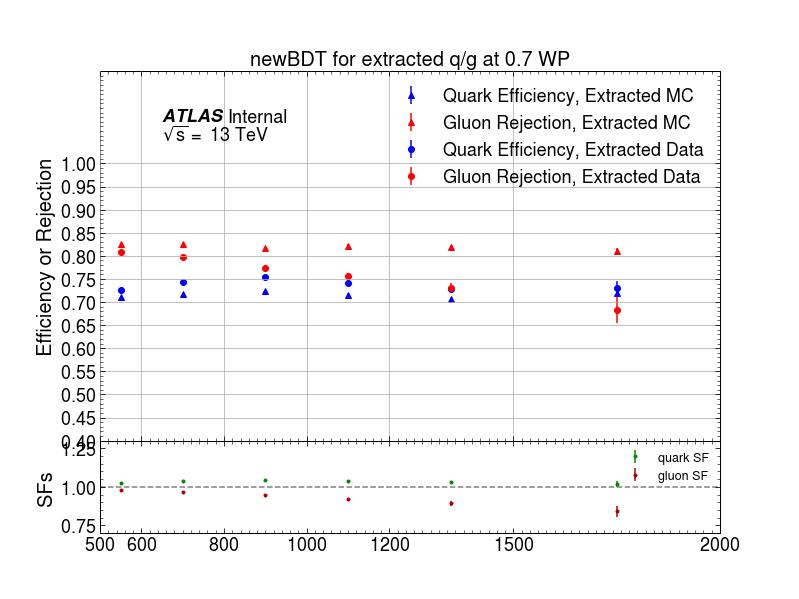 newBDT for extracted q/g at 0.7 WP
ATLAS Internal
√s = 13 TeV
Quark Efficiency, Extracted MC
Gluon Rejection, Extracted MC
Quark Efficiency, Extracted Data
Gluon Rejection, Extracted Data
Efficiency or Rejection
1.00
0.95
0.90
0.85
0.80
0.75
0.70
0.65
0.60
0.55
0.50
0.45
0.40
SFs
1.25
1.00
0.75
quark SF
gluon SF
500 600 800 1000 1200 1500 2000